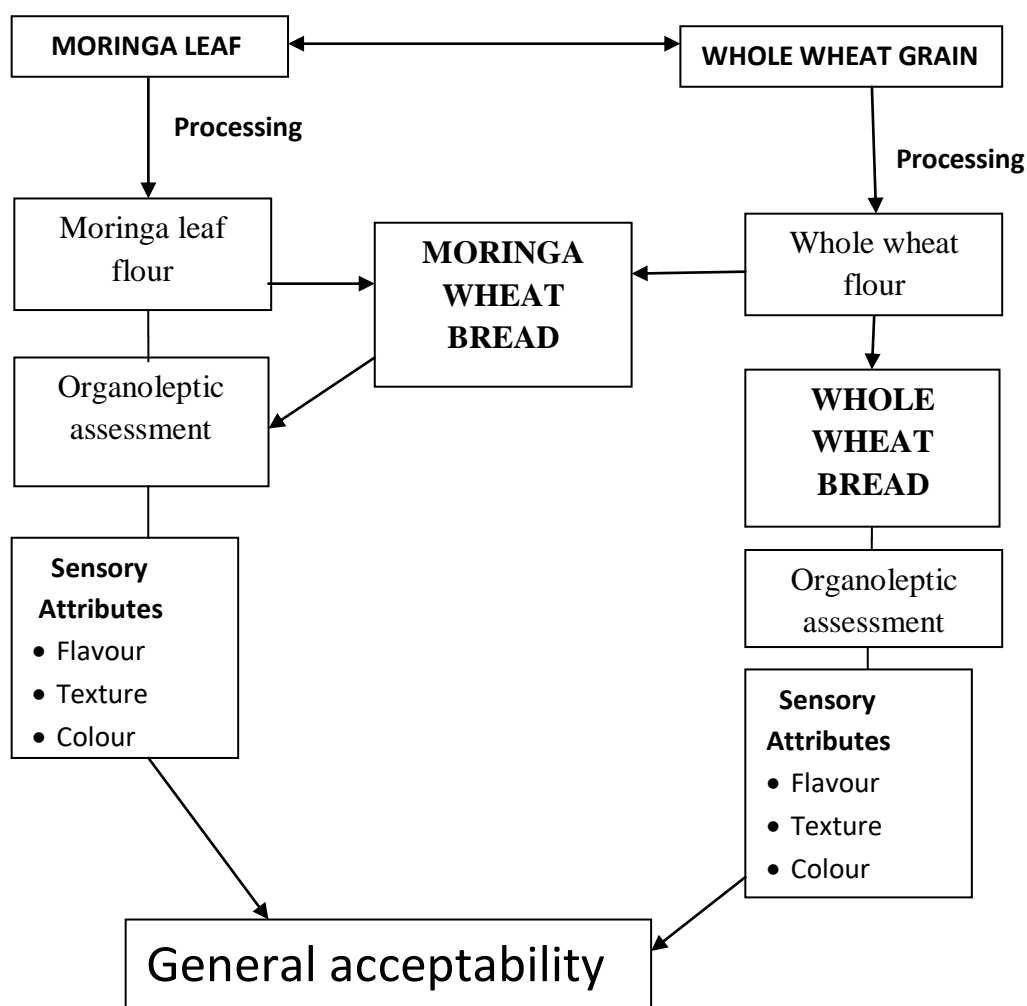 MORINGA LEAF
WHOLE WHEAT GRAIN
Processing
Processing
Moringa leaf
flour
MORINGA
WHEAT
BREAD
Whole wheat
flour
Organoleptic
assessment
WHOLE
WHEAT
BREAD
Sensory
Attributes
• Flavour
• Texture
• Colour
Organoleptic
assessment
Sensory
Attributes
• Flavour
• Texture
• Colour
General acceptability